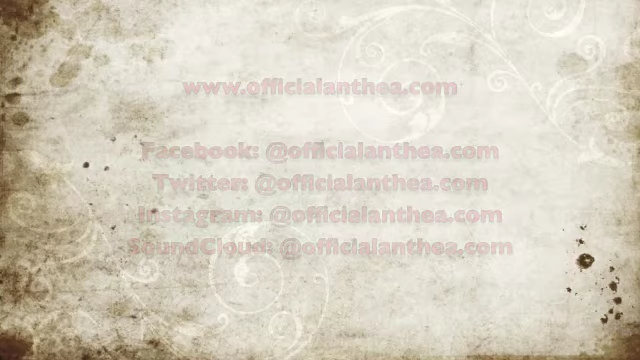 www.officialanthea.com
Facebook: @officialanthea.com
Twitter: @officialanthea.com
Instagram: @officialanthea.com
SoundCloud: @officialanthea.com